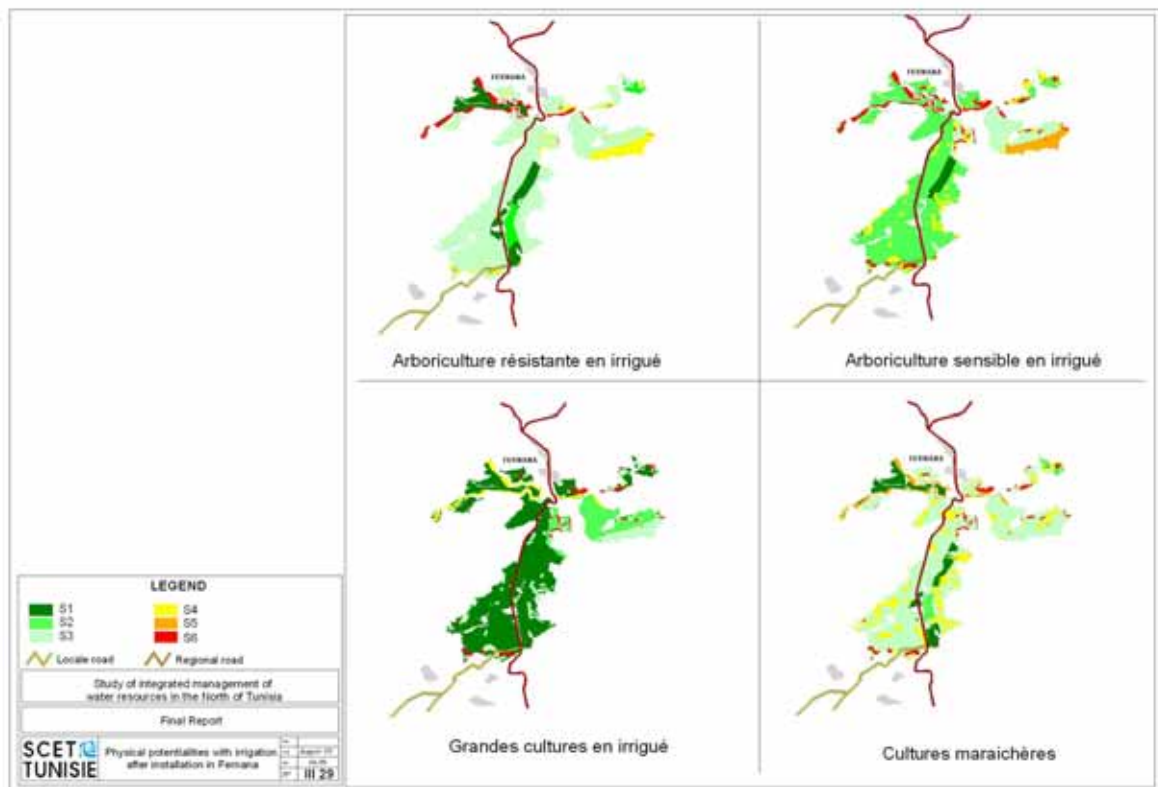 FERNANA
FERNANA
Arboriculture résistante en irrigué
Arboriculture sensible en irrigué
FERNANA
FERNANA
Grandes cultures en irrigué
Cultures maraichères
LEGEND
S1
S4
S2
S5
S3
S6
Locale road
Regional road
Study of integrated management of
water resources in the North of Tunisia
Final Report
SCET
TUNISIE
Physical potentialities with irrigation
after installation in Fernana
III 29